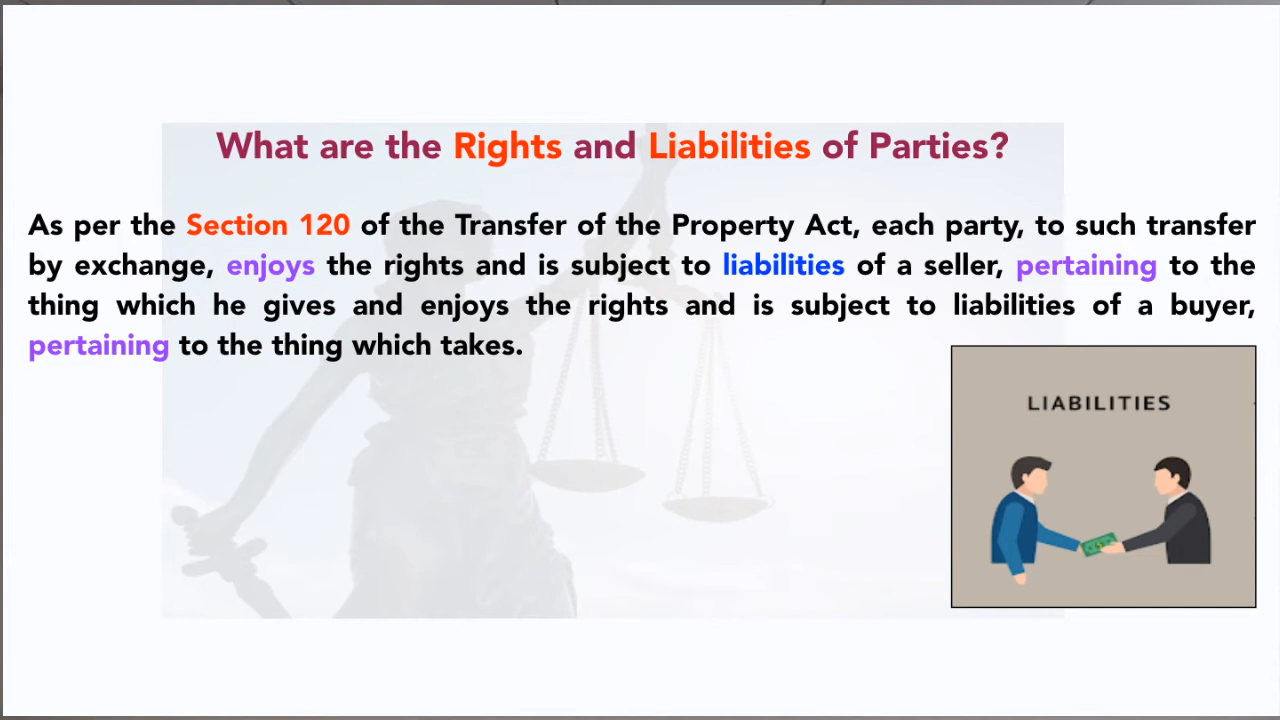 What are the Rights and Liabilities of Parties?
As per the Section 120 of the Transfer of the Property Act, each party, to such transfer
by exchange, enjoys the rights and is subject to liabilities of a seller, pertaining to the
thing which he gives and enjoys the rights and is subject to liabilities of a buyer,
pertaining to the thing which takes.
LIABILITIES